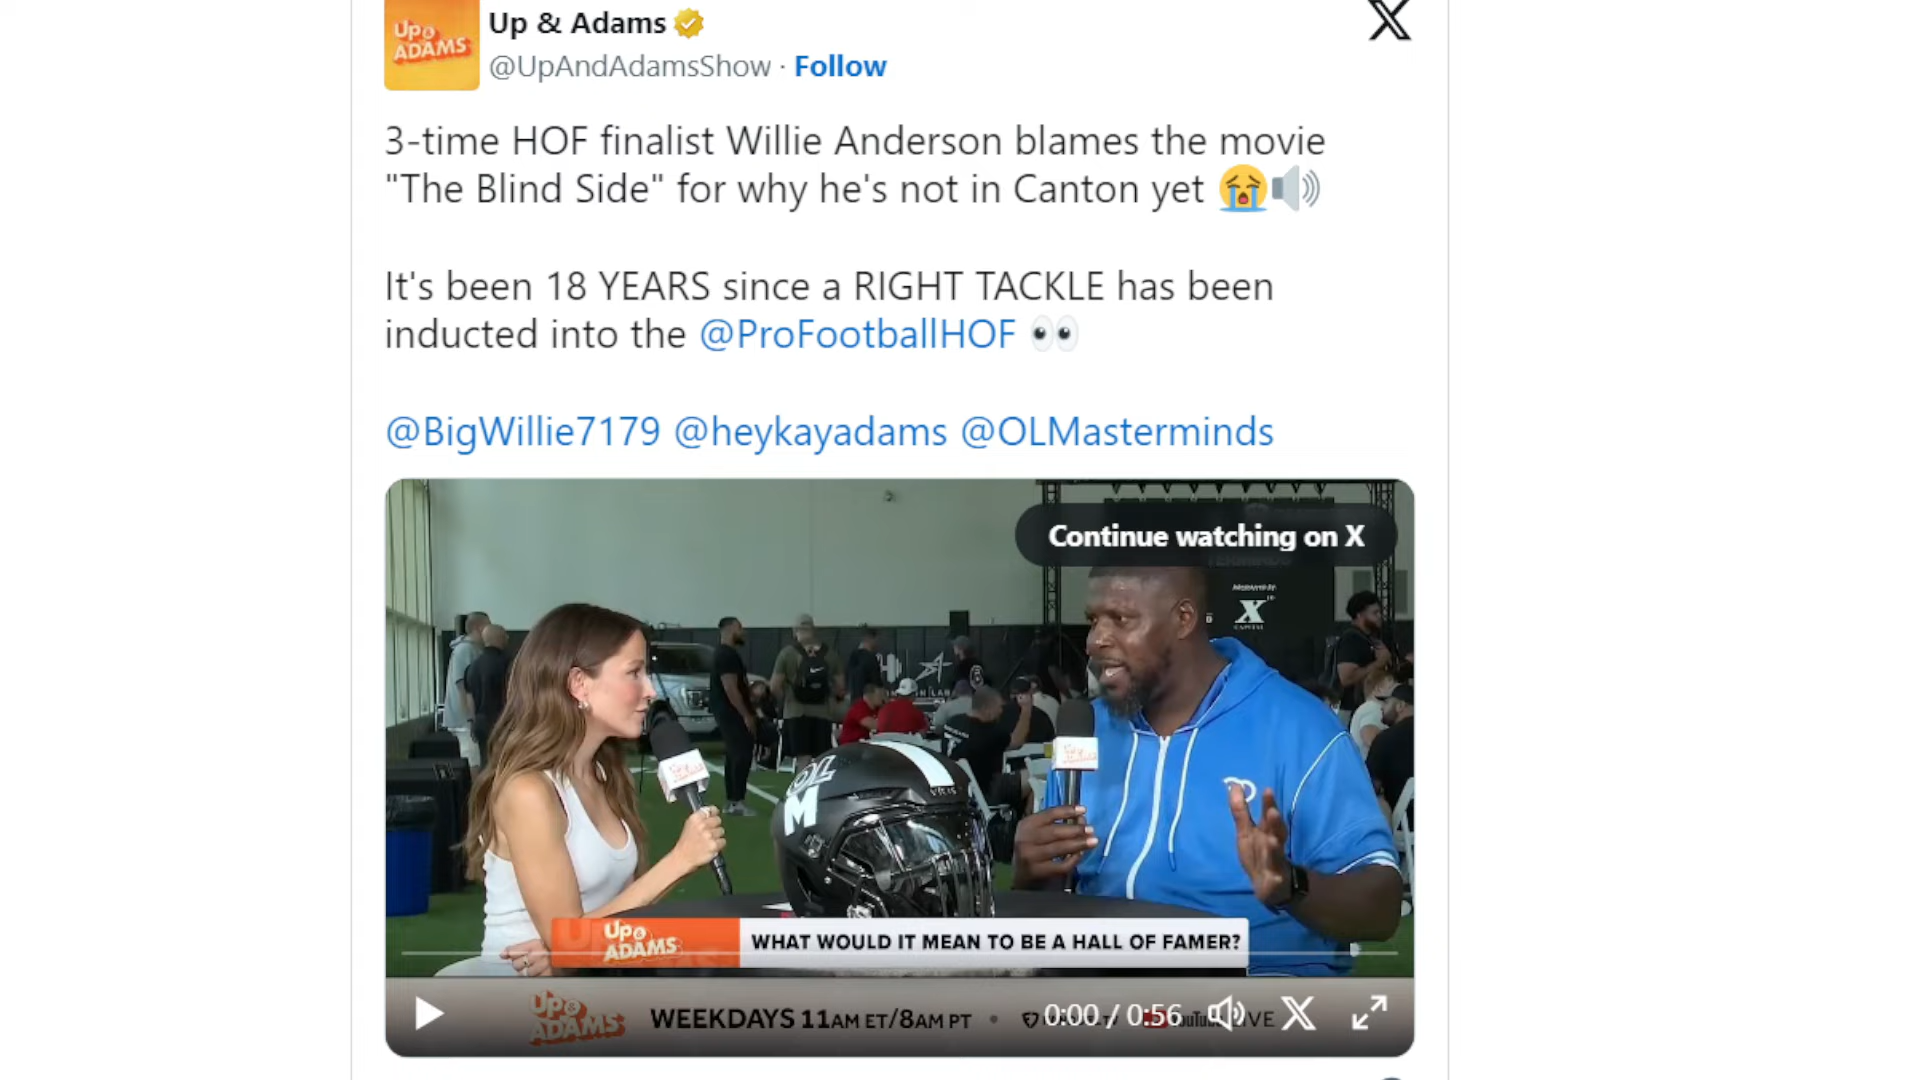 Up & Adams
@UpAndAdamsShow · Follow
3-time HOF finalist Willie Anderson blames the movie
"The Blind Side" for why he's not in Canton yet 😭🔊
It's been 18 YEARS since a RIGHT TACKLE has been
inducted into the @ProFootballHOF 👀
@BigWillie7179 @heykayadams @OLMasterminds
Continue watching on X
X
CAPITAL
OL
M
VICIS
UP& ADAMS
WHAT WOULD IT MEAN TO BE A HALL OF FAMER?
UP& ADAMS
WEEKDAYS 11AM ET/8AM PT •
0:00 / 0:56